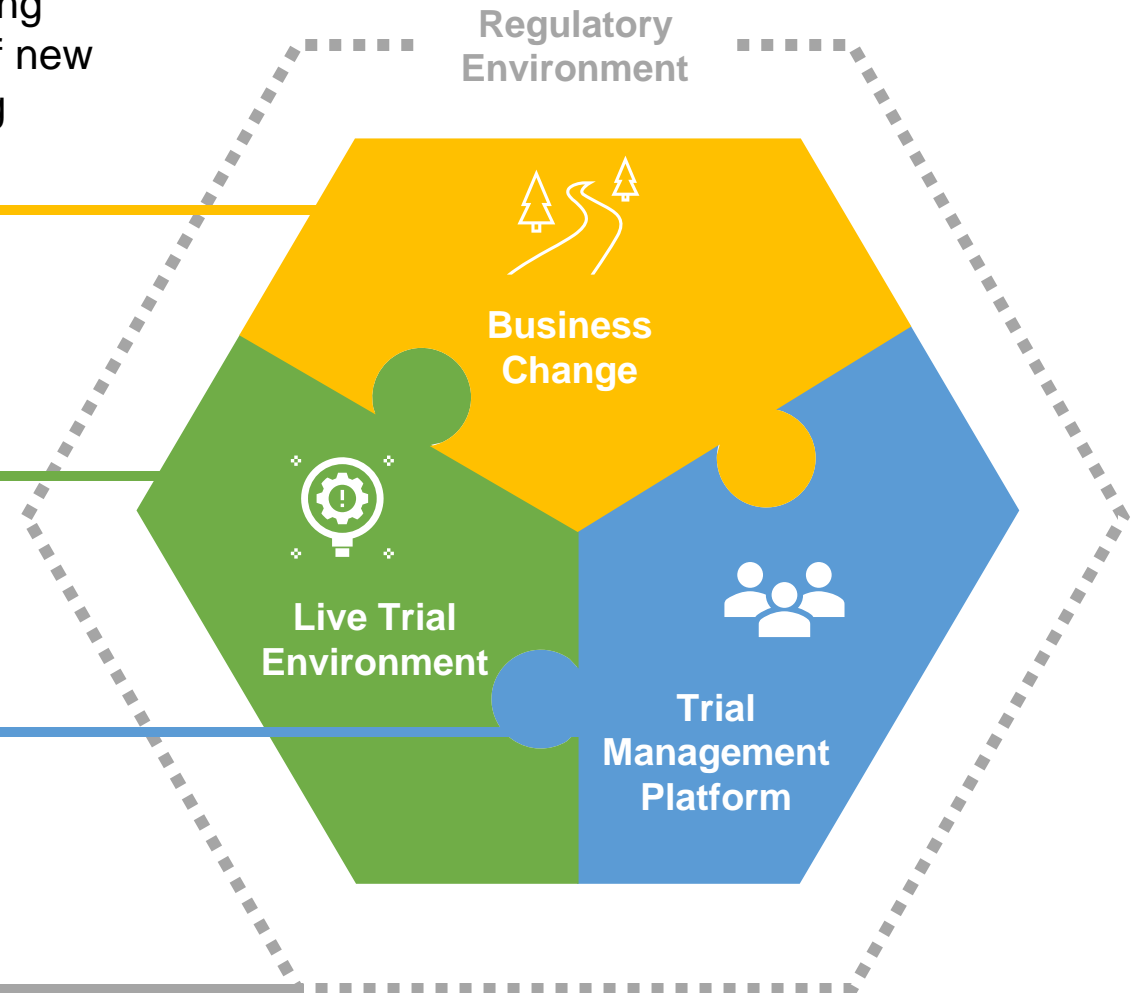 f new
Regulatory
Environment
Business
Change
Live Trial
Environment
Trial
Management
Platform